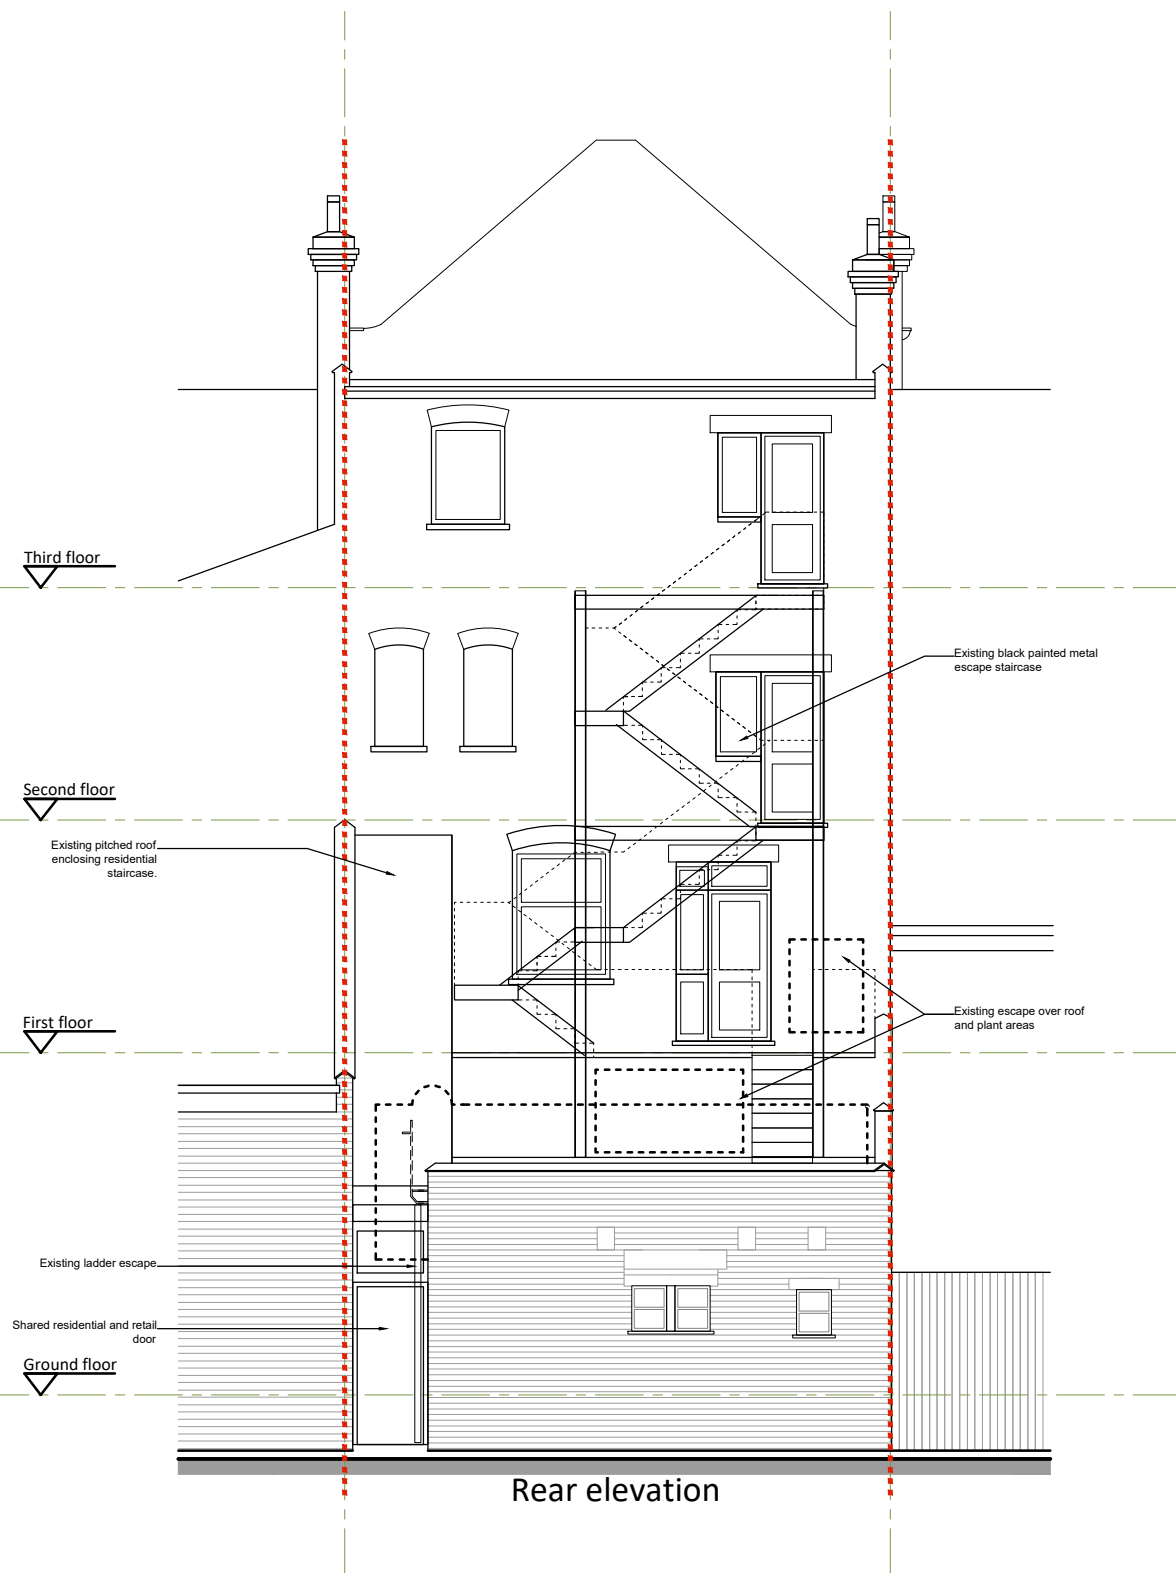 Third floor
Existing black painted metal
escape staircase
Second floor
Existing pitched roof
enclosing residential
staircase.
First floor
Existing escape over roof
and plant areas
Existing ladder escape
Shared residential and retail
door
Ground floor
Rear elevation